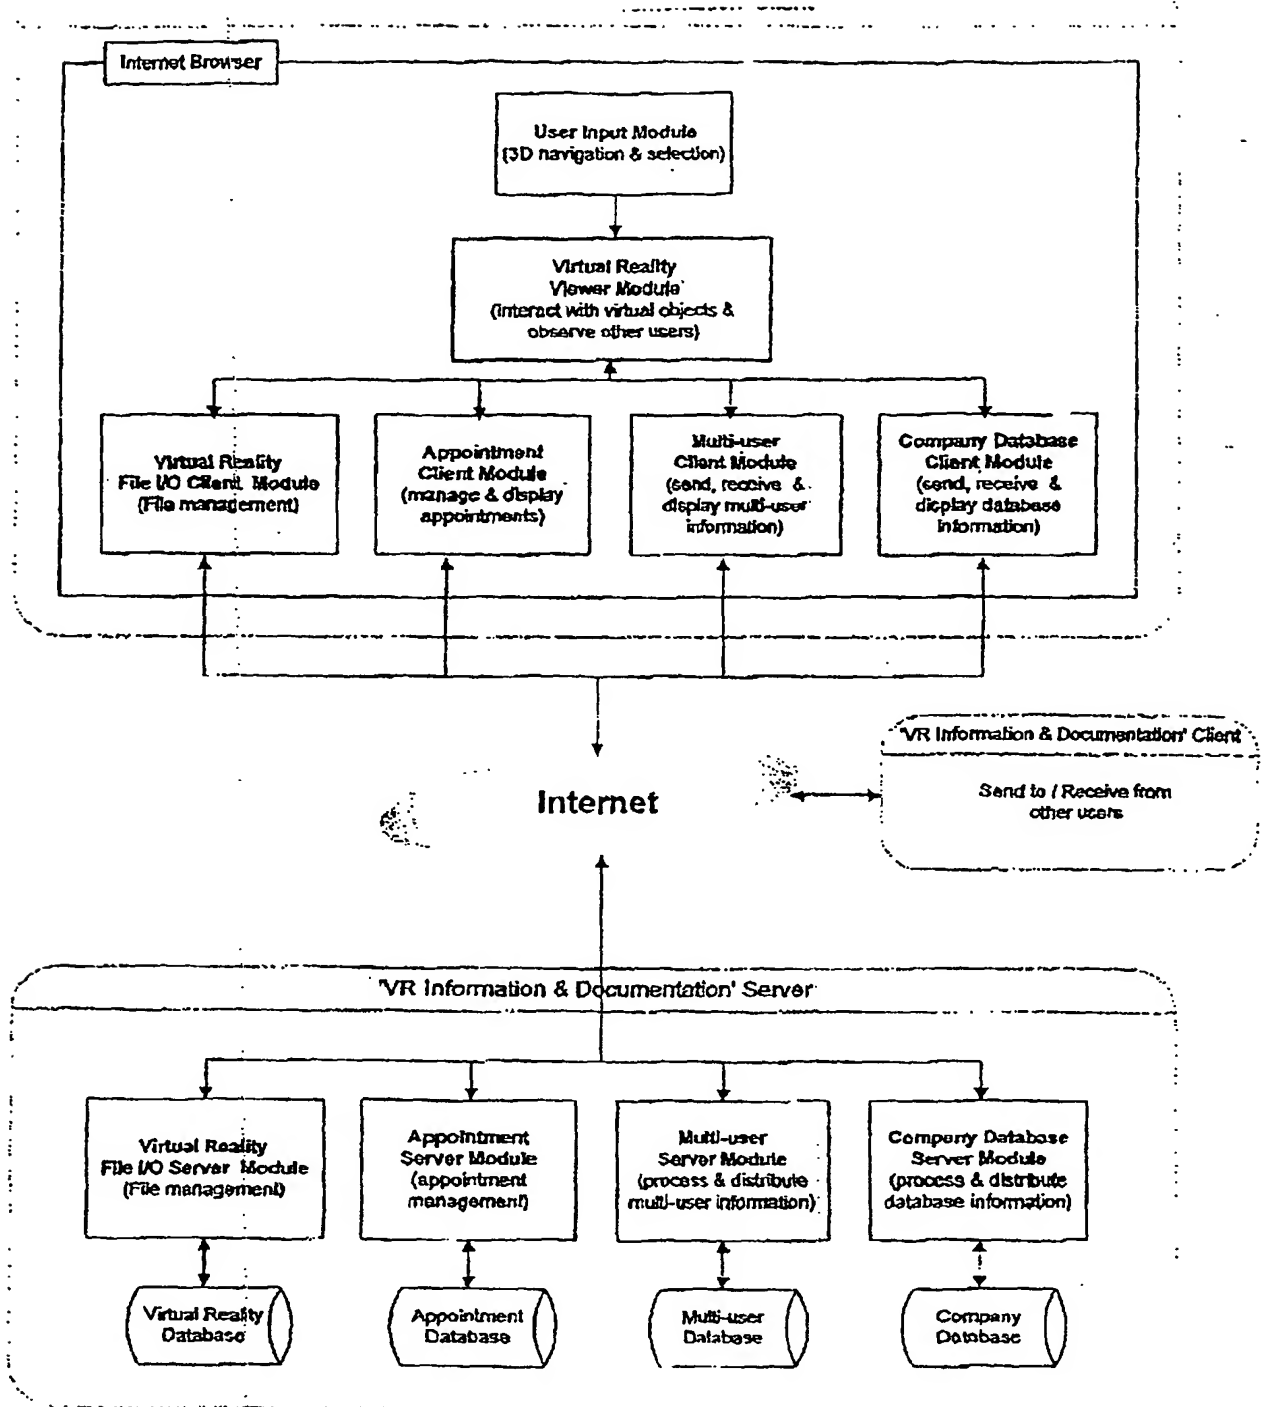 Client
Internet Browser
User Input Module
(3D navigation & selection)
Virtual Reality
Viewer Module
(interact with virtual objects &
observe other users)
Virtual Reality
File I/O Client Module
(File management)
Appointment
Client Module
(manage & display
appointments)
Multi-user
Client Module
(send, receive &
display multi-user
information)
Company Database
Client Module
(send, receive &
display database
information)
Internet
'VR Information & Documentation' Client
Send to / Receive from
other users
'VR Information & Documentation' Server
Virtual Reality
File I/O Server Module
(File management)
Appointment
Server Module
(appointment
management)
Multi-user
Server Module
(process & distribute
multi-user information)
Company Database
Server Module
(process & distribute
database information)
Virtual Reality
Database
Appointment
Database
Multi-user
Database
Company
Database